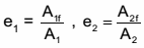 e₁ = A₁f / A₁ , e₂ = A₂f / A₂